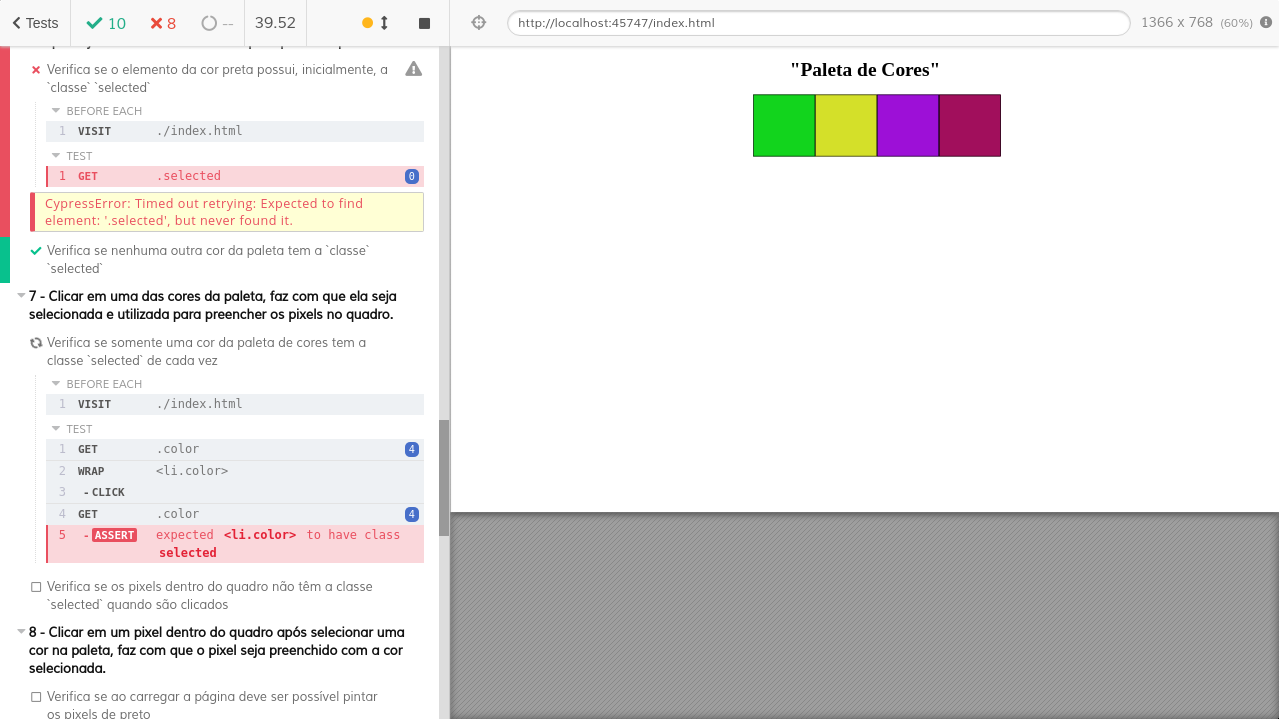 Tests 10 8 -- 39.52 http://localhost:45747/index.html 1366 x 768 (60%)
Verifica se o elemento da cor preta possui, inicialmente, a
`classe` `selected`
BEFORE EACH
1 VISIT ./index.html
TEST
1 GET .selected 0
CypressError: Timed out retrying: Expected to find
element: '.selected', but never found it.
Verifica se nenhuma outra cor da paleta tem a `classe`
`selected`
7 - Clicar em uma das cores da paleta, faz com que ela seja
selecionada e utilizada para preencher os pixels no quadro.
Verifica se somente uma cor da paleta de cores tem a
classe `selected` de cada vez
BEFORE EACH
1 VISIT ./index.html
TEST
1 GET .color 4
2 WRAP <li.color>
3 -CLICK
4 GET .color 4
5 -ASSERT expected <li.color> to have class
selected
Verifica se os pixels dentro do quadro não têm a classe
`selected` quando são clicados
8 - Clicar em um pixel dentro do quadro após selecionar uma
cor na paleta, faz com que o pixel seja preenchido com a cor
selecionada.
Verifica se ao carregar a página deve ser possível pintar
os pixels de preto
"Paleta de Cores"